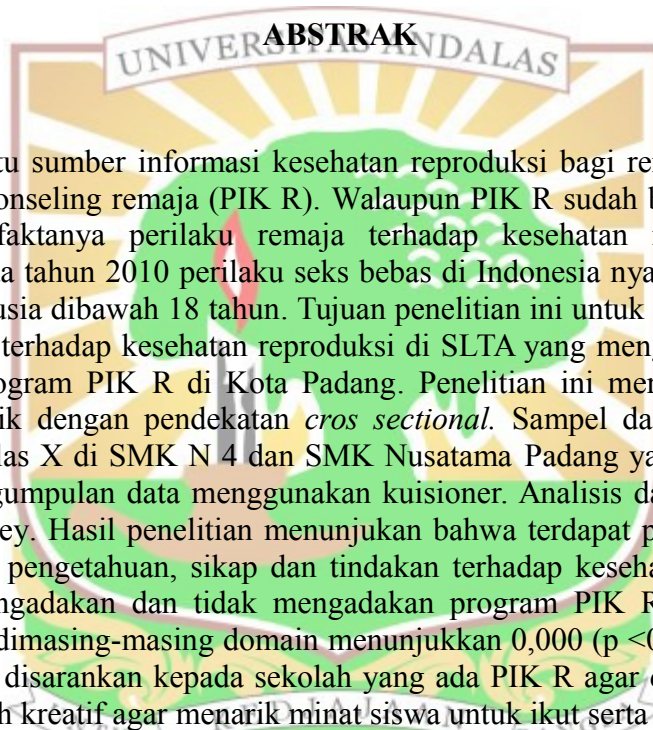 ABSTRAK
UNIVERSITAS ANDALAS
tu sumber informasi kesehatan reproduksi bagi re
onseling remaja (PIK R). Walaupun PIK R sudah b
faktanya perilaku remaja terhadap kesehatan
a tahun 2010 perilaku seks bebas di Indonesia nya
usia dibawah 18 tahun. Tujuan penelitian ini untuk
terhadap kesehatan reproduksi di SLTA yang meng
ogram PIK R di Kota Padang. Penelitian ini men
ik dengan pendekatan cros sectional. Sampel da
las X di SMK N 4 dan SMK Nusatama Padang ya
gumpulan data menggunakan kuisioner. Analisis da
ey. Hasil penelitian menunjukan bahwa terdapat p
pengetahuan, sikap dan tindakan terhadap keseha
ngadakan dan tidak mengadakan program PIK R
dimasing-masing domain menunjukkan 0,000 (p <0
disarankan kepada sekolah yang ada PIK R agar
h kreatif agar menarik minat siswa untuk ikut serta
KEDJAJAAN